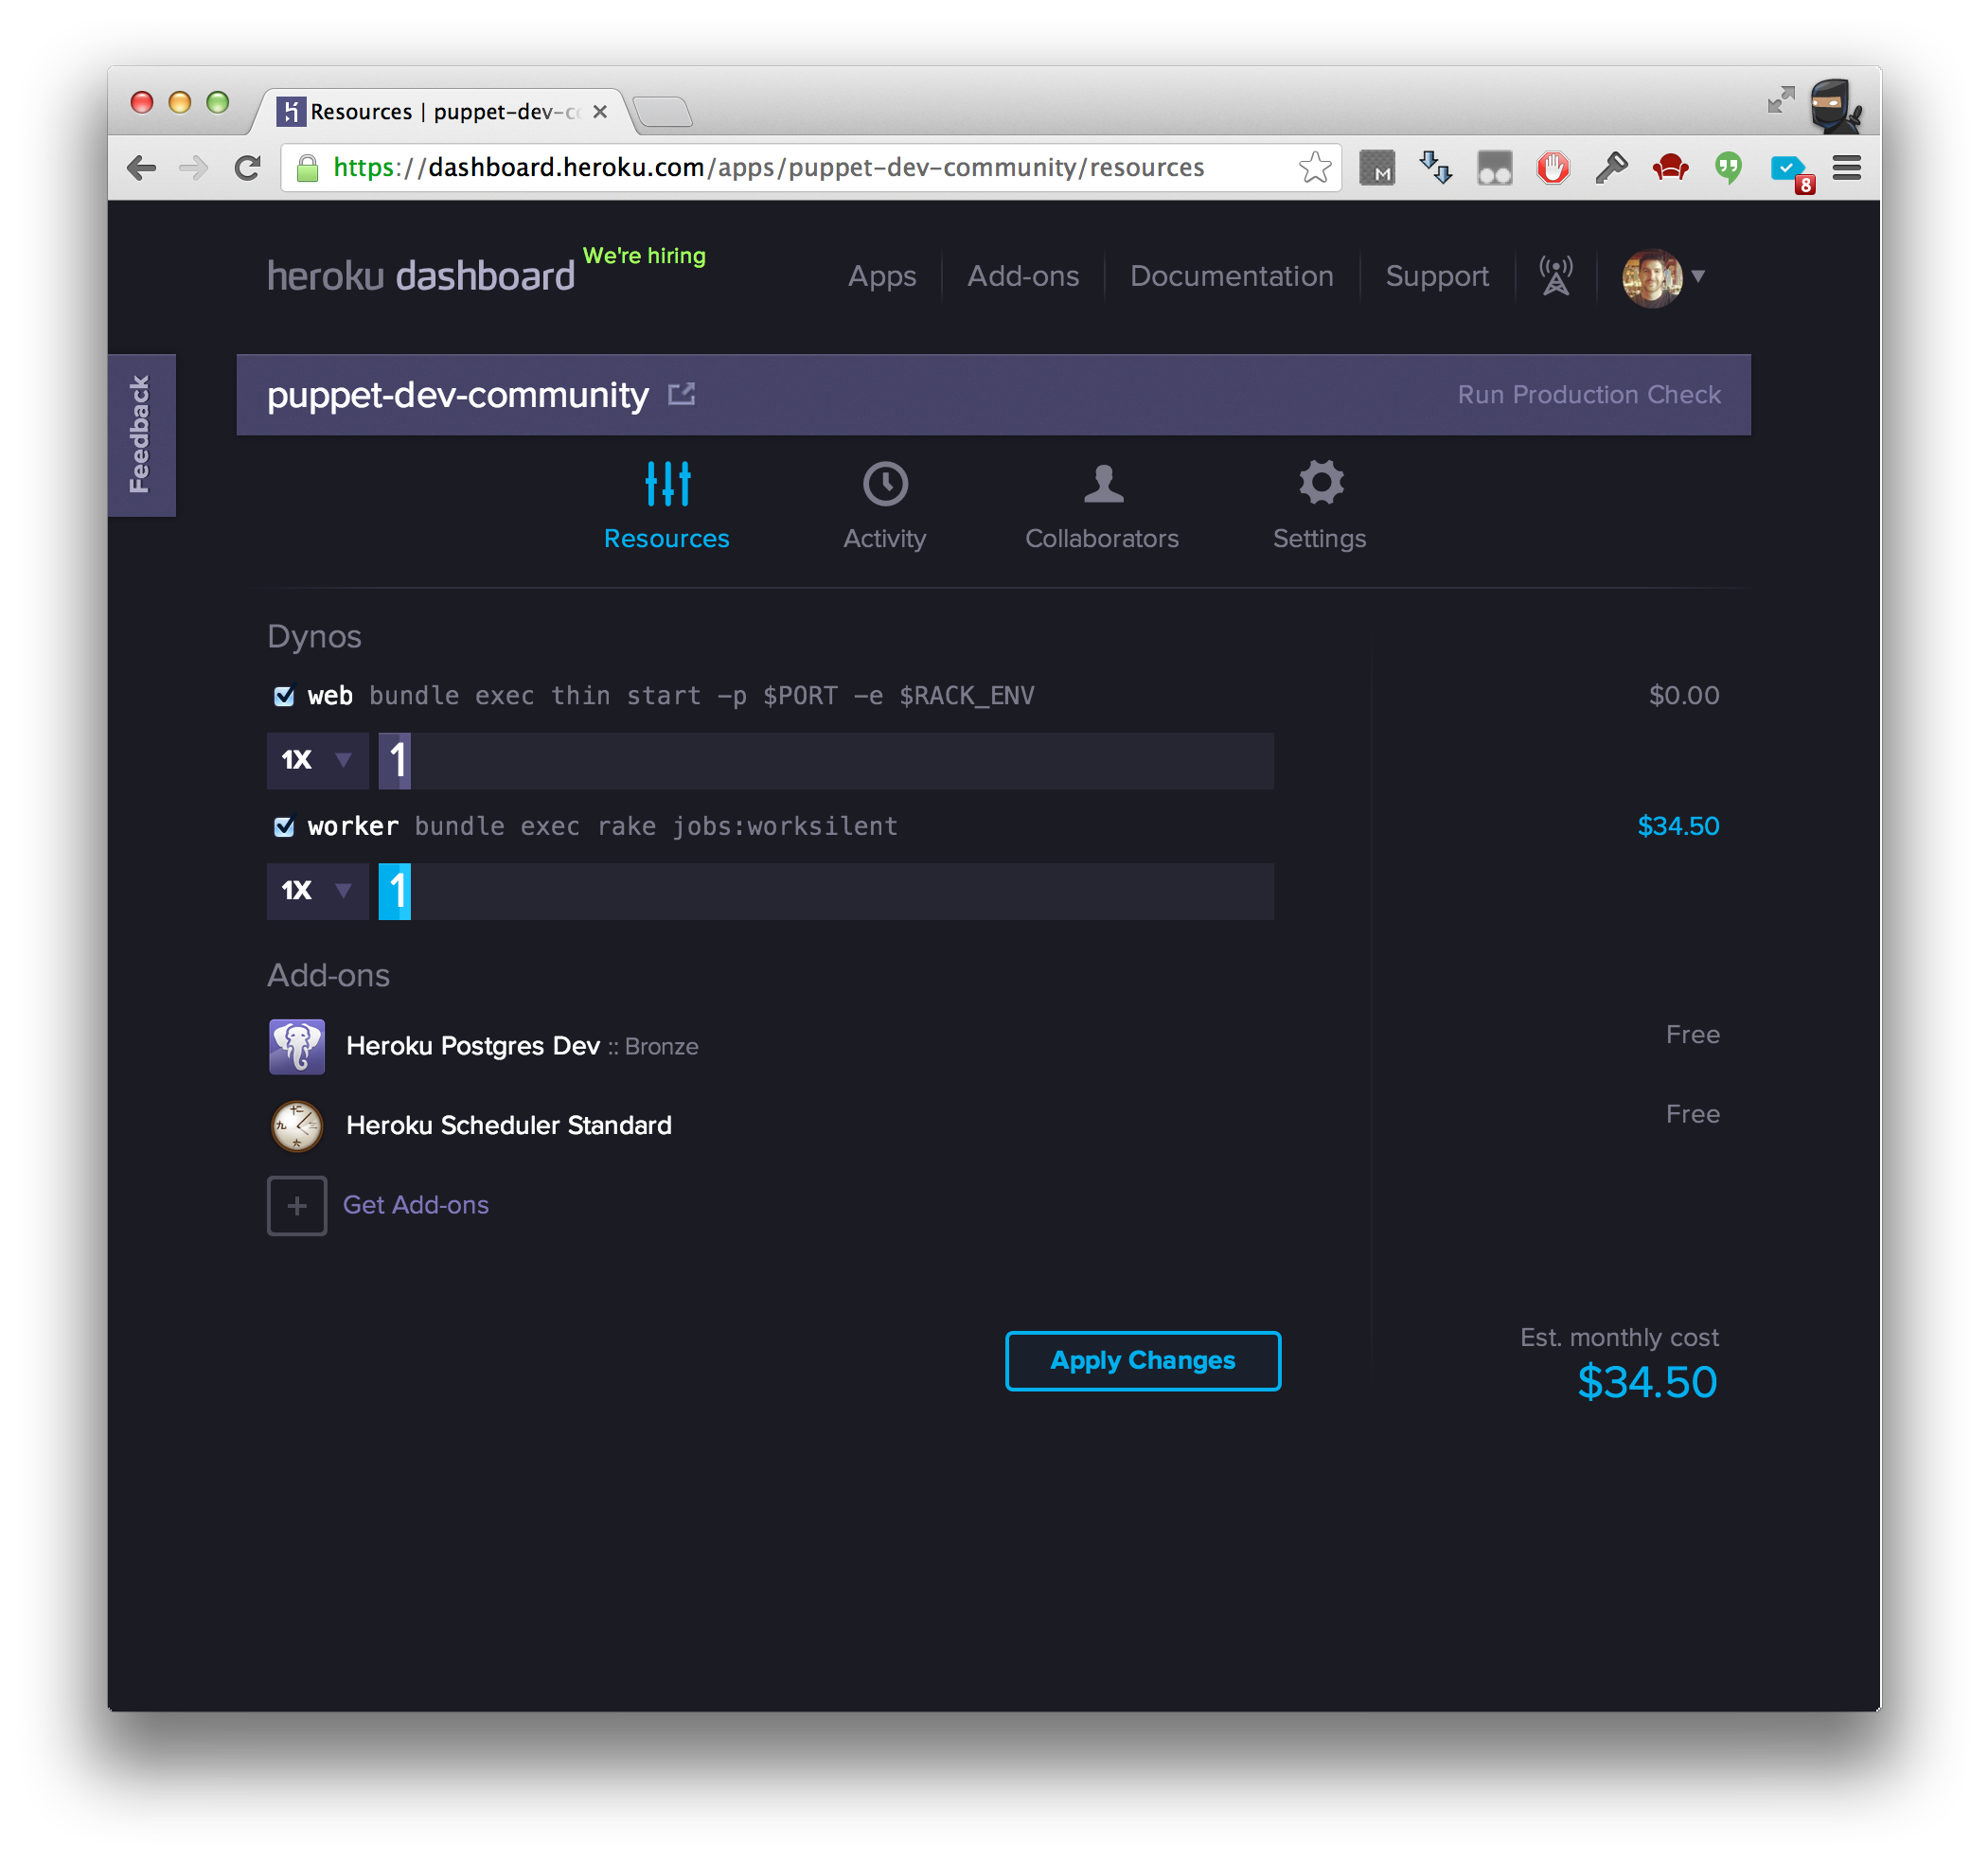 Resources | puppet-dev-c
https://dashboard.heroku.com/apps/puppet-dev-community/resources
M
8
heroku dashboard We're hiring
Apps
Add-ons
Documentation
Support
Feedback
puppet-dev-community
Run Production Check
Resources
Activity
Collaborators
Settings
Dynos
web bundle exec thin start -p $PORT -e $RACK_ENV
$0.00
1X
1
worker bundle exec rake jobs:worksilent
$34.50
1X
1
Add-ons
Heroku Postgres Dev :: Bronze
Free
Heroku Scheduler Standard
Free
+ Get Add-ons
Apply Changes
Est. monthly cost
$34.50